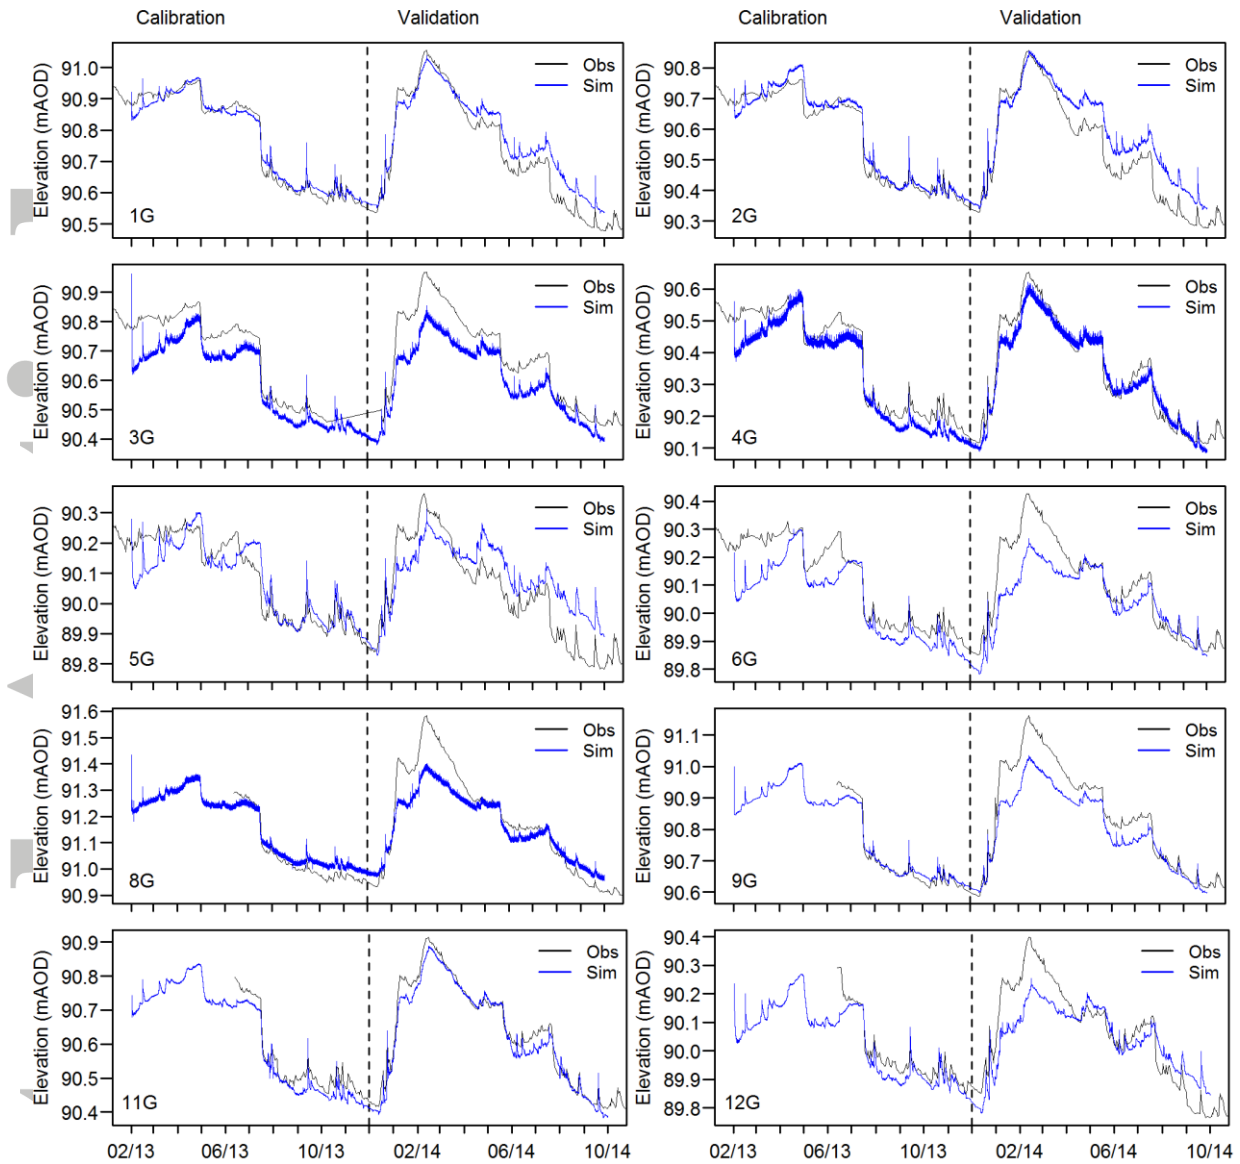 Calibration Validation Calibration Validation
Elevation (mAOD)
91.0
90.9
90.8
90.7
90.6
90.5
Obs
Sim
1G
Elevation (mAOD)
90.8
90.7
90.6
90.5
90.4
90.3
Obs
Sim
2G
Elevation (mAOD)
90.9
90.8
90.7
90.6
90.5
90.4
Obs
Sim
3G
Elevation (mAOD)
90.6
90.5
90.4
90.3
90.2
90.1
Obs
Sim
4G
Elevation (mAOD)
90.3
90.2
90.1
90.0
89.9
89.8
Obs
Sim
5G
Elevation (mAOD)
90.4
90.3
90.2
90.1
90.0
89.9
89.8
Obs
Sim
6G
Elevation (mAOD)
91.6
91.5
91.4
91.3
91.2
91.1
91.0
90.9
Obs
Sim
8G
Elevation (mAOD)
91.1
91.0
90.9
90.8
90.7
90.6
Obs
Sim
9G
Elevation (mAOD)
90.9
90.8
90.7
90.6
90.5
90.4
Obs
Sim
11G
Elevation (mAOD)
90.4
90.3
90.2
90.1
90.0
89.9
89.8
Obs
Sim
12G
02/13 06/13 10/13 02/14 06/14 10/14
02/13 06/13 10/13 02/14 06/14 10/14